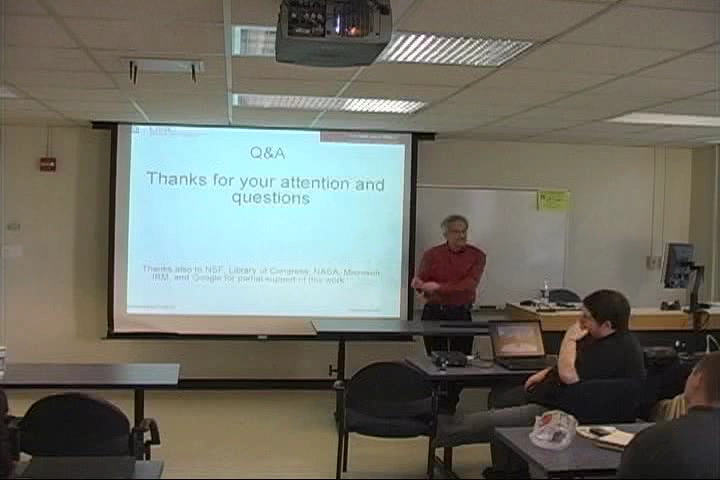 Q&A
Thanks for your attention and
questions
Thanks also to NSF, Library of Congress, NASA, Microsoft,
IBM, and Google for partial support of this work